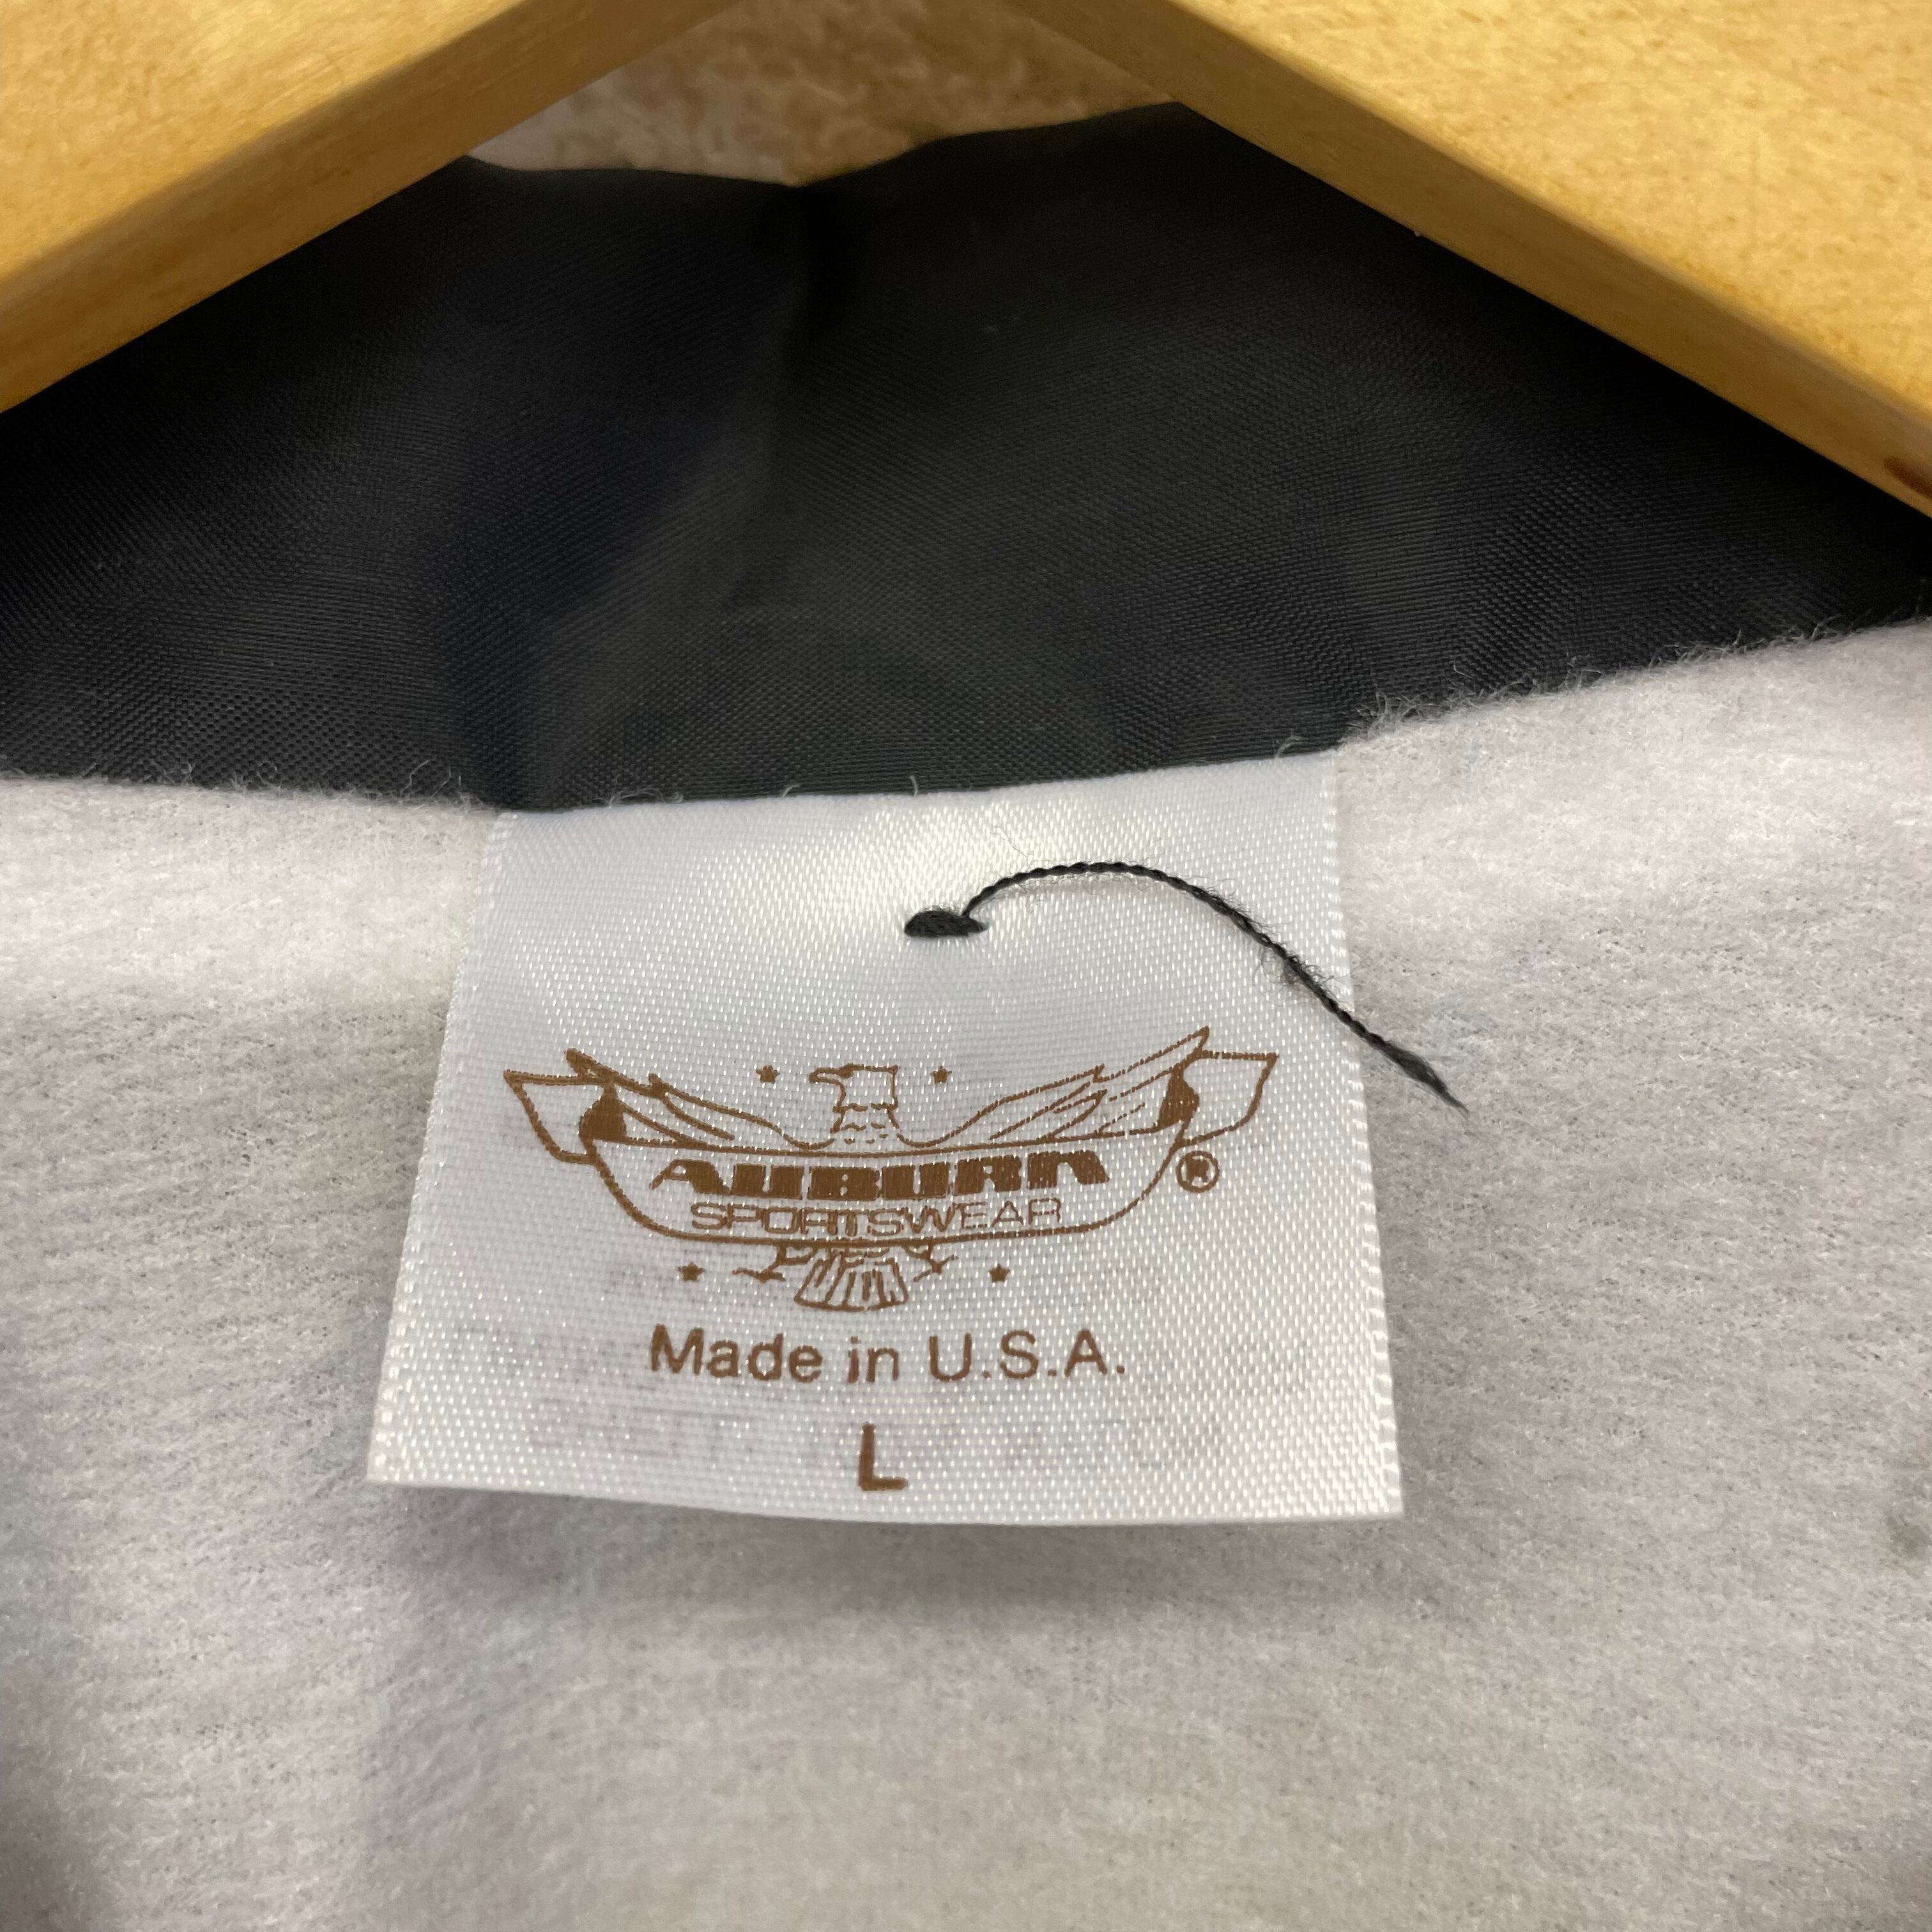 AUBURN
SPORTSWEAR
®
Made in U.S.A.
L